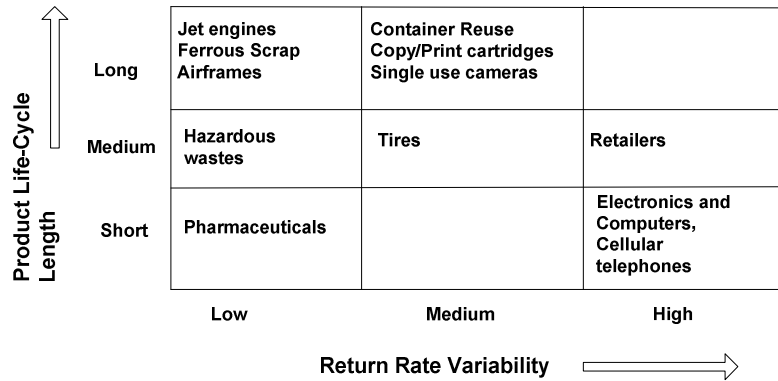 Product Life-Cycle
Length
Long
Jet engines
Ferrous Scrap
Airframes
Container Reuse
Copy/Print cartridges
Single use cameras
Medium
Hazardous
wastes
Tires
Retailers
Short
Pharmaceuticals
Electronics and
Computers,
Cellular
telephones
Low
Medium
High
Return Rate Variability